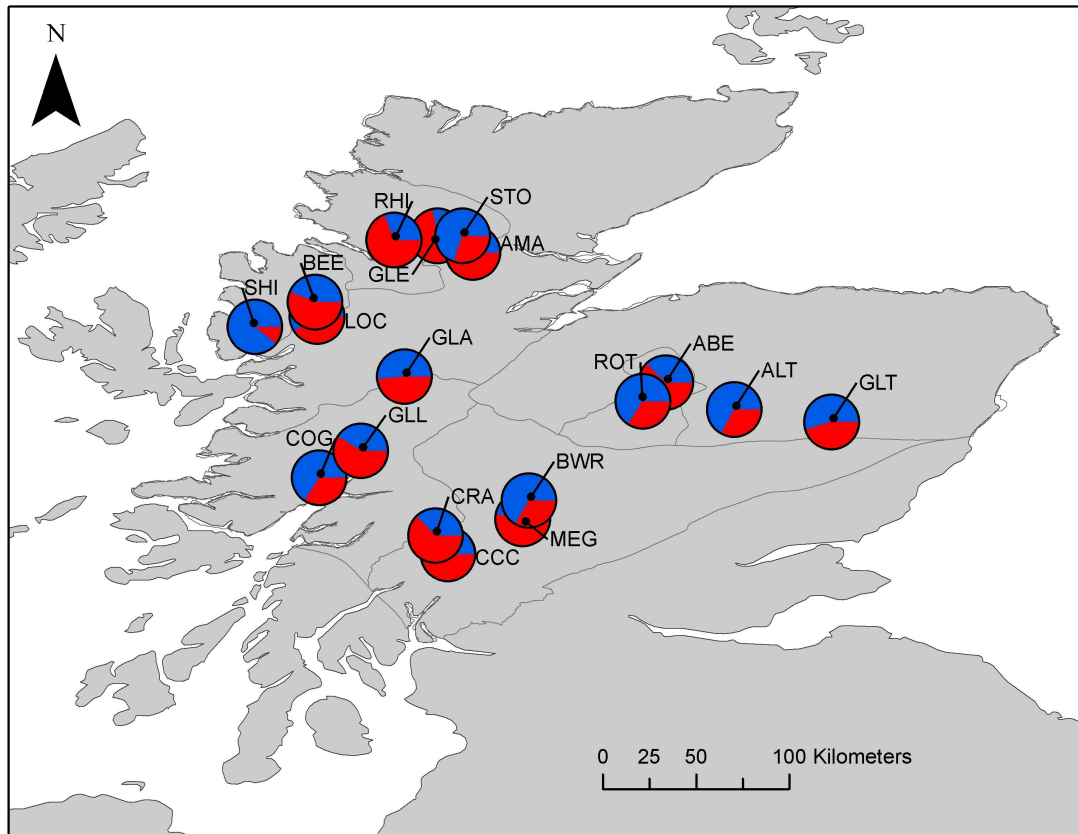 N
RHI
STO
GLE
AMA
BEE
SHI
LOC
GLA
ROT
ABE
ALT
GLT
GLL
COG
BWR
CRA
MEG
CCC
0 25 50 100 Kilometers